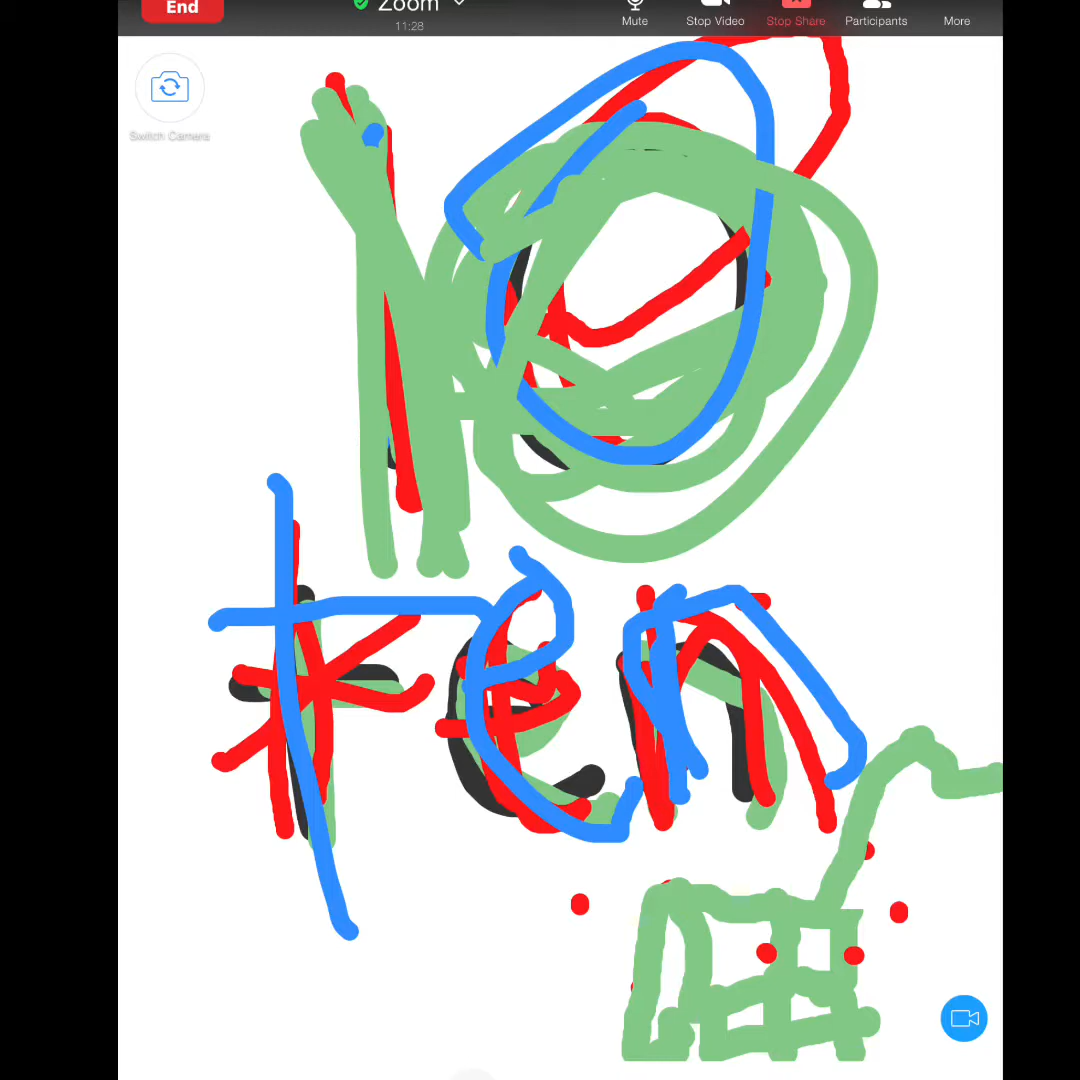 End
Zoom
11:28
Mute
Stop Video
Stop Share
Participants
More
Switch Camera
10
ten